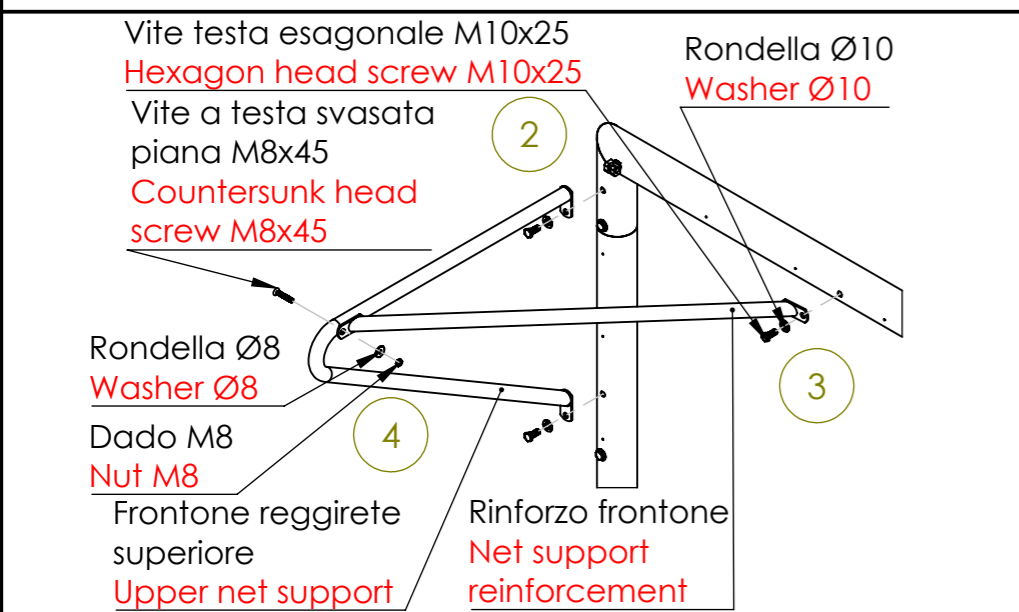 Vite testa esagonale M10x25
Hexagon head screw M10x25
Rondella Ø10
Washer Ø10
Vite a testa svasata
piana M8x45
Countersunk head
screw M8x45
2
Rondella Ø8
Washer Ø8
3
4
Dado M8
Nut M8
Frontone reggirete
superiore
Upper net support
Rinforzo frontone
Net support
reinforcement